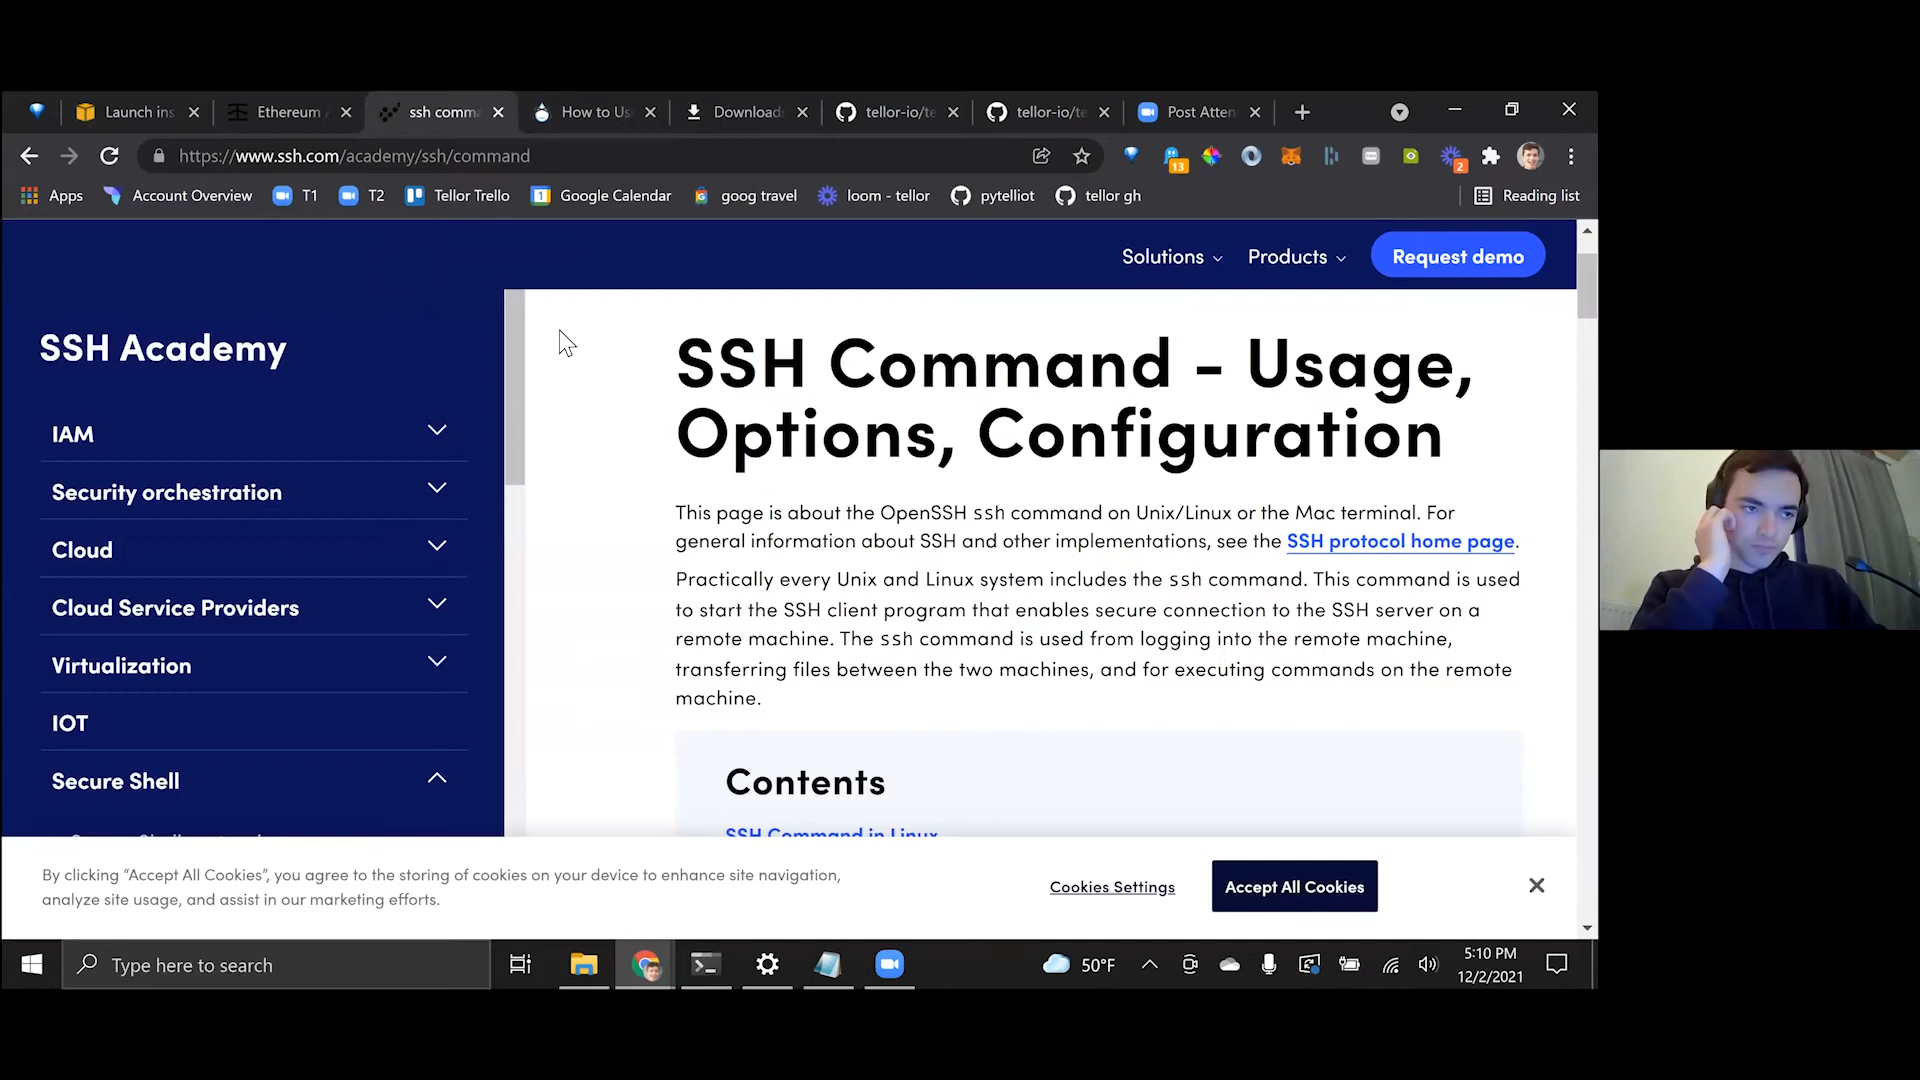 Launch ins
Ethereum
ssh comm
How to Us
Download
tellor-io/te
tellor-io/te
Post Atten
https://www.ssh.com/academy/ssh/command
13
2
Apps
Account Overview
T1
T2
Tellor Trello
1
Google Calendar
goog travel
loom - tellor
pytelliot
tellor gh
Reading list
Solutions
Products
Request demo
SSH Academy
IAM
Security orchestration
Cloud
Cloud Service Providers
Virtualization
IOT
Secure Shell
SSH Command - Usage,
Options, Configuration
This page is about the OpenSSH ssh command on Unix/Linux or the Mac terminal. For
general information about SSH and other implementations, see the SSH protocol home page.
Practically every Unix and Linux system includes the ssh command. This command is used
to start the SSH client program that enables secure connection to the SSH server on a
remote machine. The ssh command is used from logging into the remote machine,
transferring files between the two machines, and for executing commands on the remote
machine.
Contents
SSH Command in Linux
By clicking “Accept All Cookies”, you agree to the storing of cookies on your device to enhance site navigation,
analyze site usage, and assist in our marketing efforts.
Cookies Settings
Accept All Cookies
Type here to search
50°F
5:10 PM
12/2/2021